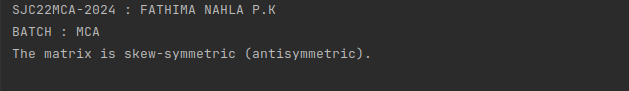 SJC22MCA-2024 : FATHIMA NAHLA P.K
BATCH : MCA
The matrix is skew-symmetric (antisymmetric).